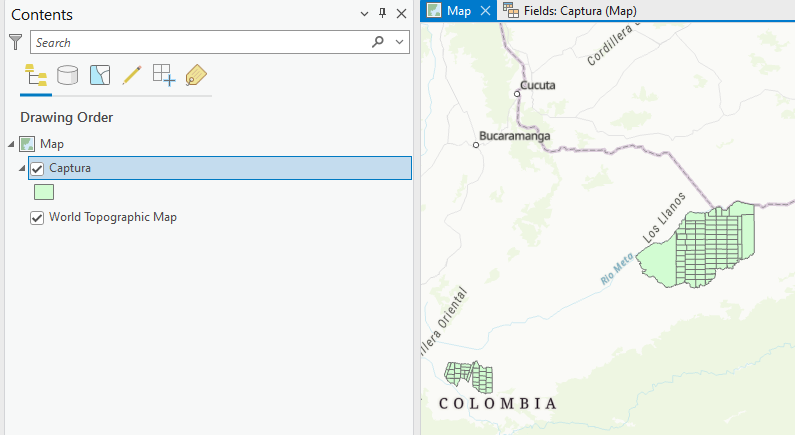 Contents
Search
Drawing Order
Map
Captura
World Topographic Map
Map
Fields: Captura (Map)
Cordillera
Cucuta
Bucaramanga
Los Llanos
Rio Meta
dillera Oriental
COLOMBIA